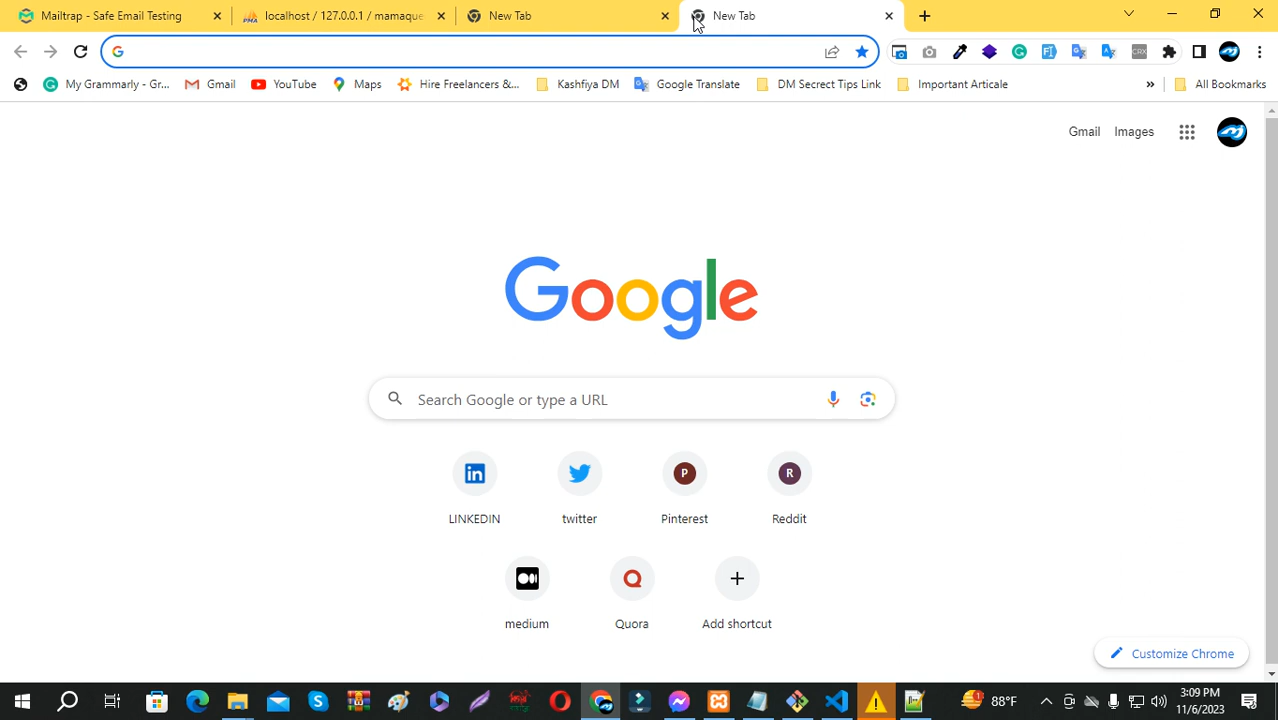 Mailtrap - Safe Email Testing
localhost / 127.0.0.1 / mamaque
New Tab
New Tab
My Grammarly - Gr...
Gmail
YouTube
Maps
Hire Freelancers &...
Kashfiya DM
Google Translate
DM Secrect Tips Link
Important Articale
»
All Bookmarks
Gmail
Images
Google
Search Google or type a URL
LINKEDIN
twitter
P
Pinterest
R
Reddit
medium
Quora
Add shortcut
Customize Chrome
1
88°F
3:09 PM
11/6/2023